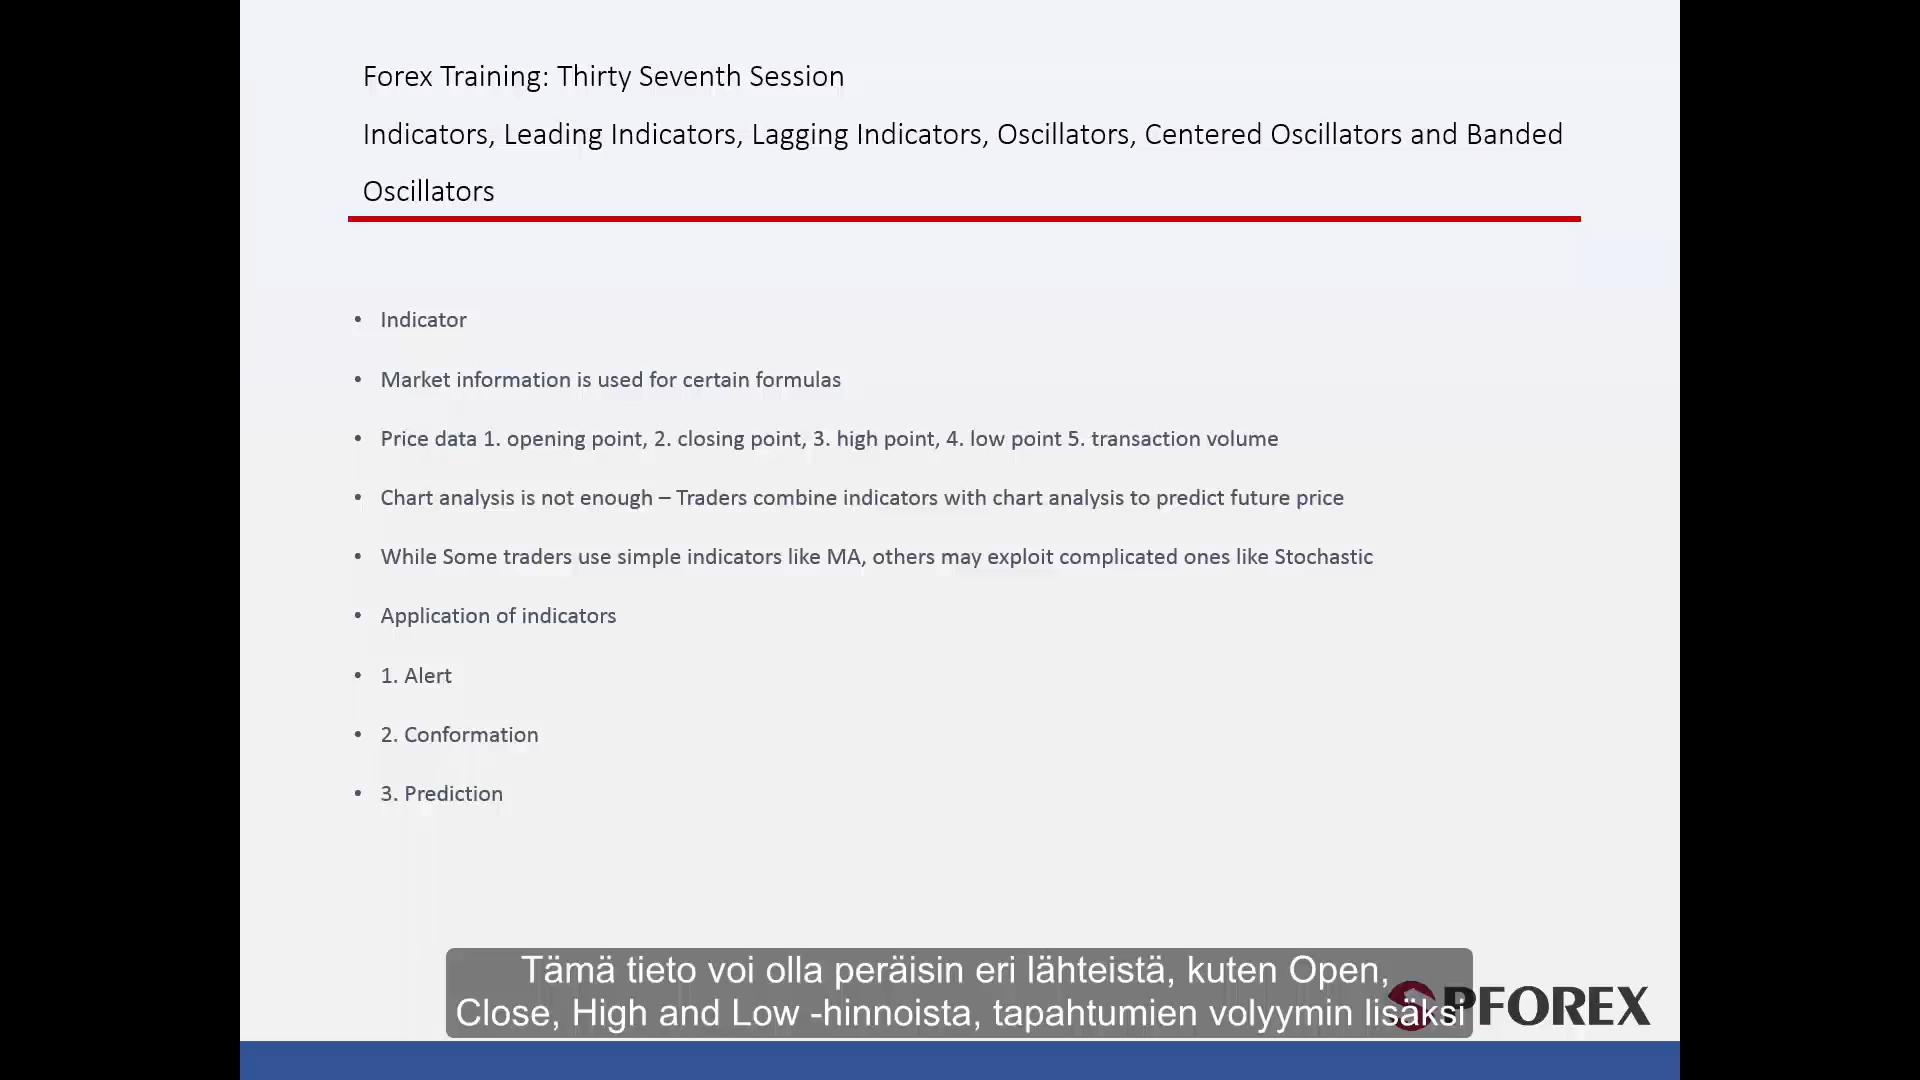 Forex Training: Thirty Seventh Session
Indicators, Leading Indicators, Lagging Indicators, Oscillators, Centered Oscillators and Banded
Oscillators
• Indicator
• Market information is used for certain formulas
• Price data 1. opening point, 2. closing point, 3. high point, 4. low point 5. transaction volume
• Chart analysis is not enough – Traders combine indicators with chart analysis to predict future price
• While Some traders use simple indicators like MA, others may exploit complicated ones like Stochastic
• Application of indicators
• 1. Alert
• 2. Conformation
• 3. Prediction
Tämä tieto voi olla peräisin eri lähteistä, kuten Open,
Close, High and Low -hinnoista, tapahtumien volyymin lisäksi
PFOREX